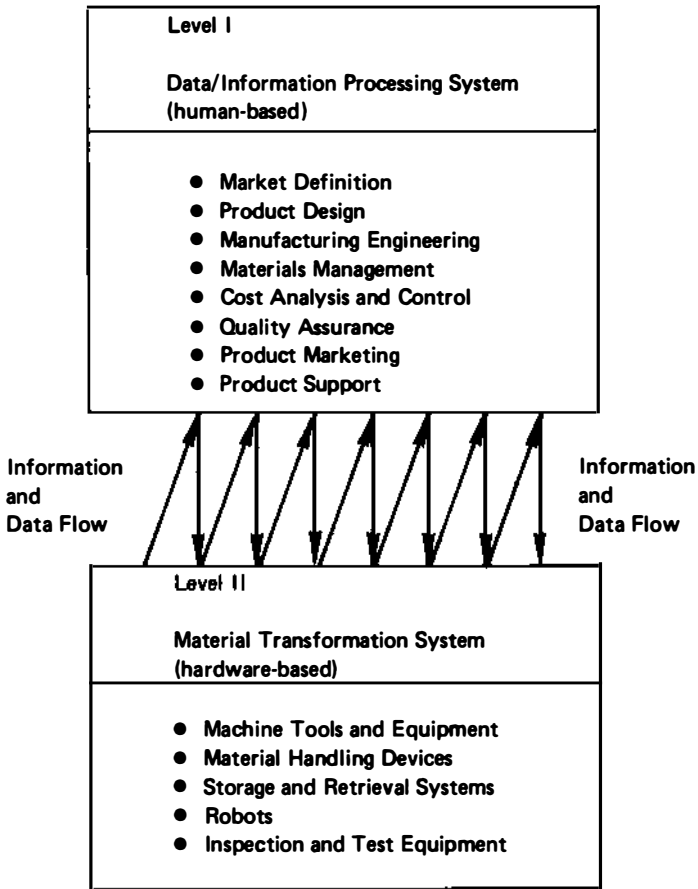 Level I
Data/Information Processing System
(human-based)
● Market Definition
● Product Design
● Manufacturing Engineering
● Materials Management
● Cost Analysis and Control
● Quality Assurance
● Product Marketing
● Product Support
Information
and
Data Flow
Information
and
Data Flow
Level II
Material Transformation System
(hardware-based)
● Machine Tools and Equipment
● Material Handling Devices
● Storage and Retrieval Systems
● Robots
● Inspection and Test Equipment